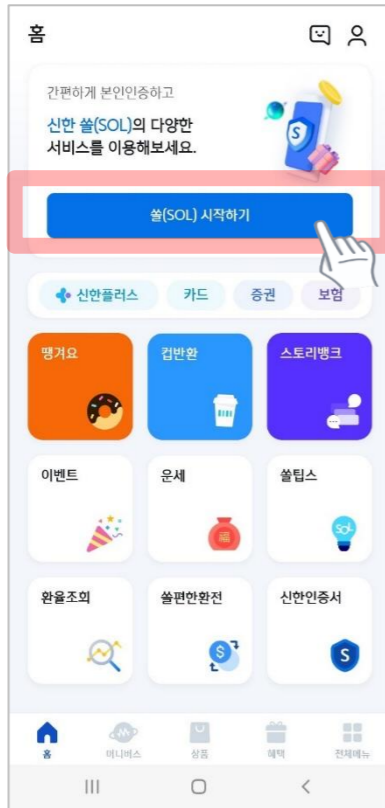 홈
간편하게 본인인증하고
신한 쏠(SOL)의 다양한
서비스를 이용해보세요.
쏠(SOL) 시작하기
신한플러스 카드 증권 보험
땡겨요 컵반환 스토리뱅크
이벤트 운세 쏠팁스
SOL
환율조회 쏠편한환전 신한인증서
홈 미니버스 상품 혜택 전체메뉴